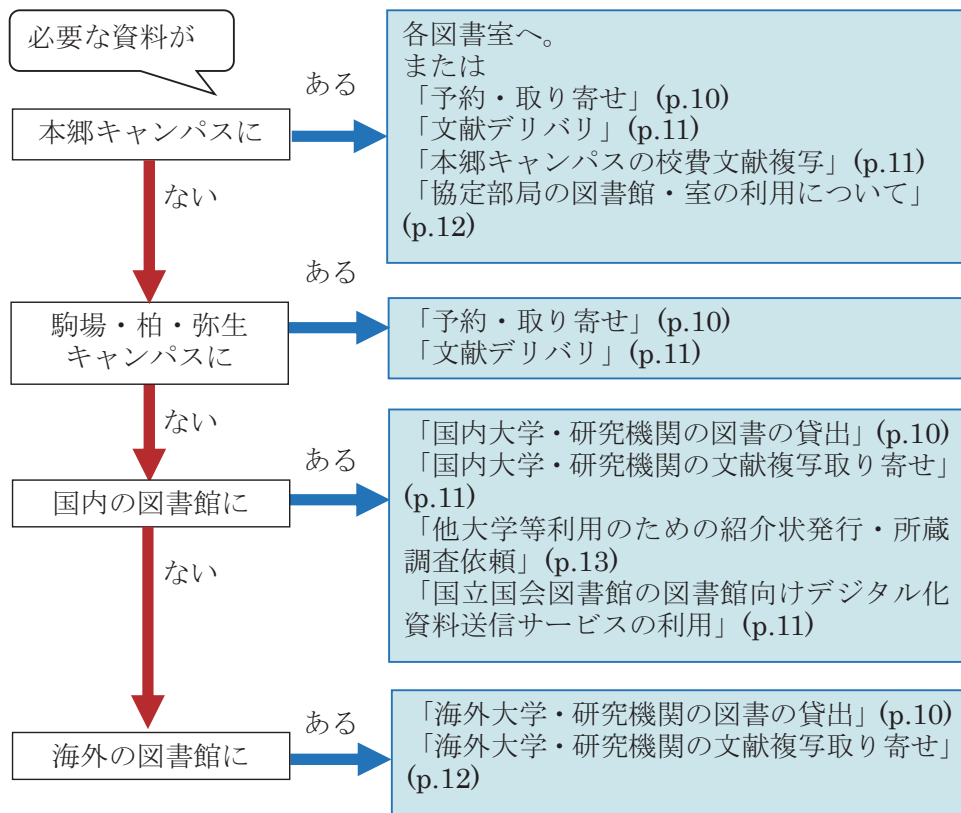 必要な資料が
ある
各図書室へ。
または
「予約・取り寄せ」(p.10)
「文献デリバリ」(p.11)
「本郷キャンパスの校費文献複写」(p.11)
「協定部局の図書館・室の利用について」
(p.12)
本郷キャンパスに
ない
ある
駒場・柏・弥生
キャンパスに
「予約・取り寄せ」(p.10)
「文献デリバリ」(p.11)
ない
ある
国内の図書館に
「国内大学・研究機関の図書の貸出」(p.10)
「国内大学・研究機関の文献複写取り寄せ」
(p.11)
「他大学等利用のための紹介状発行・所蔵
調査依頼」(p.13)
「国立国会図書館の図書館向けデジタル化
資料送信サービスの利用」(p.11)
ない
ある
海外の図書館に
「海外大学・研究機関の図書の貸出」(p.10)
「海外大学・研究機関の文献複写取り寄せ」
(p.12)